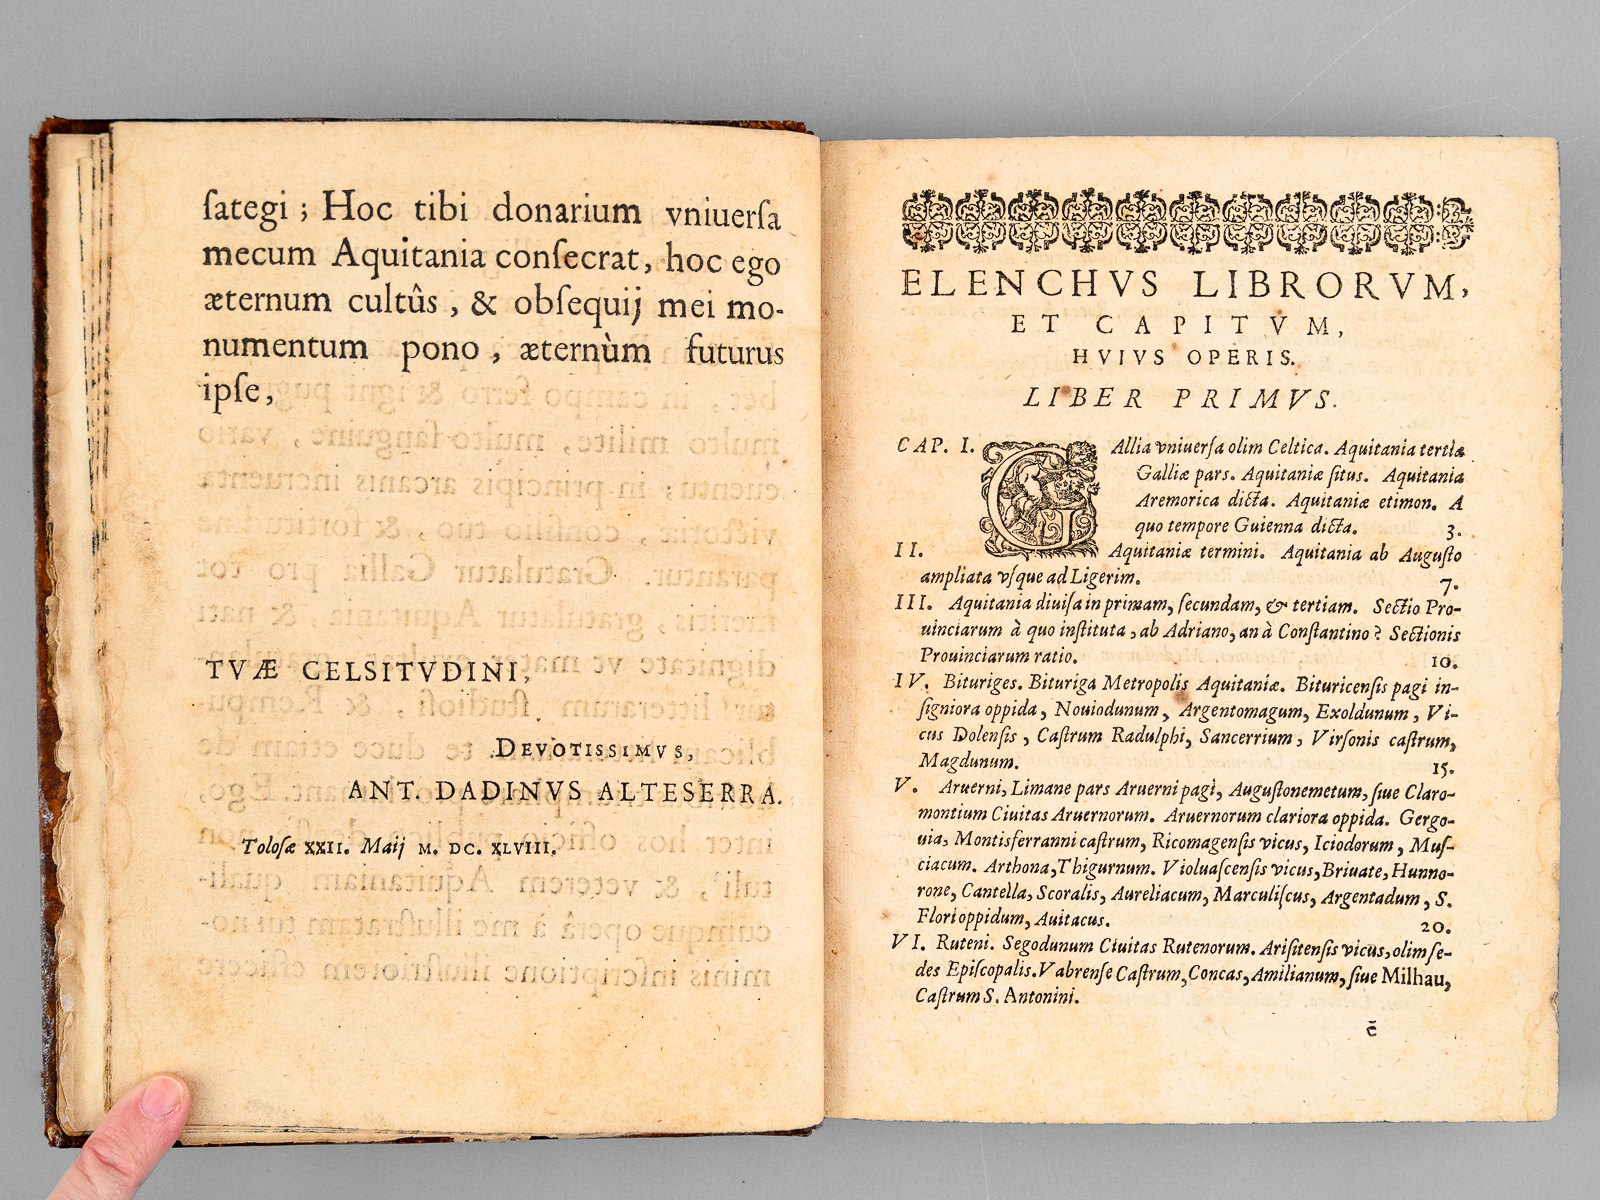 ſategi ; Hoc tibi donarium vniuerſa
mecum Aquitania conſecrat, hoc ego
æternum cultûs , & obſequij mei mo-
numentum pono , æternùm futurus
ipſe,
TVÆ CELSITVDINI,
DEVOTISSIMVS,
ANT. DADINVS ALTESERRA.
Toloſæ XXII. Maij M. DC. XLVIII.
ELENCHVS LIBRORVM,
ET CAPITVM,
HVIVS OPERIS.
LIBER PRIMVS.
CAP. I. GAllia vniuerſa olim Celtica. Aquitania tertia
Galliæ pars. Aquitaniæ ſitus. Aquitania
Aremorica dicta. Aquitaniæ etimon. A
quo tempore Guienna dicta. 3.
II. Aquitaniæ termini. Aquitania ab Auguſto
ampliata vſque ad Ligerim. 7.
III. Aquitania diuiſa in primam, ſecundam, & tertiam. Sectio Pro-
uinciarum à quo inſtituta , ab Adriano, an à Conſtantino ? Sectionis
Prouinciarum ratio. 10.
IV. Bituriges. Bituriga Metropolis Aquitaniæ. Bituricenſis pagi in-
ſigniora oppida , Nouiodunum , Argentomagum, Exoldunum , Vi-
cus Dolenſis , Caſtrum Radulphi, Sancerrium , Virſonis caſtrum,
Magdunum. 15.
V. Aruerni, Limane pars Aruerni pagi, Auguſtonemetum, ſiue Claro-
montium Ciuitas Aruernorum. Aruernorum clariora oppida. Gergo-
uia, Montisferranni caſtrum, Ricomagenſis vicus, Iciodorum , Muſ-
ciacum. Arthona, Thigurnum. Violuaſcenſis vicus, Briuate, Hunno-
rone, Cantella, Scoralis, Aureliacum, Marculiſcus, Argentadum , S.
Flori oppidum, Auitacus. 20.
VI. Ruteni. Segodunum Ciuitas Rutenorum. Ariſitenſis vicus, olim ſe-
des Epiſcopalis. Vabrenſe Caſtrum, Concas, Amilianum, ſiue Milhau,
Caſtrum S. Antonini.
c̄